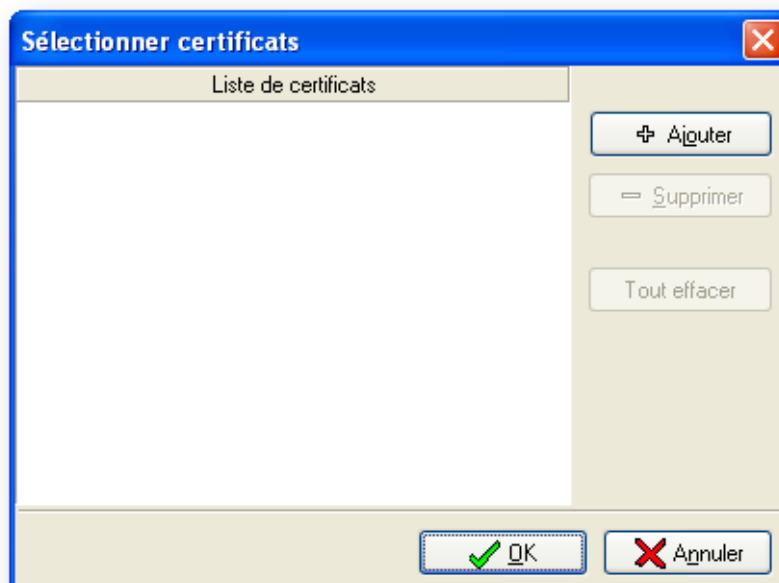 Sélectionner certificats
Liste de certificats
Ajouter
Supprimer
Tout effacer
OK
Annuler